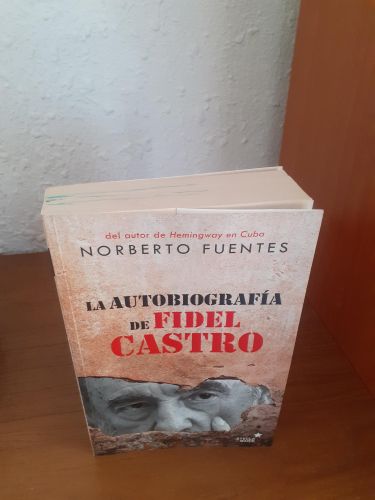 del autor de Hemingway en Cuba
NORBERTO FUENTES
LA AUTOBIOGRAFÍA
DE FIDEL
CASTRO